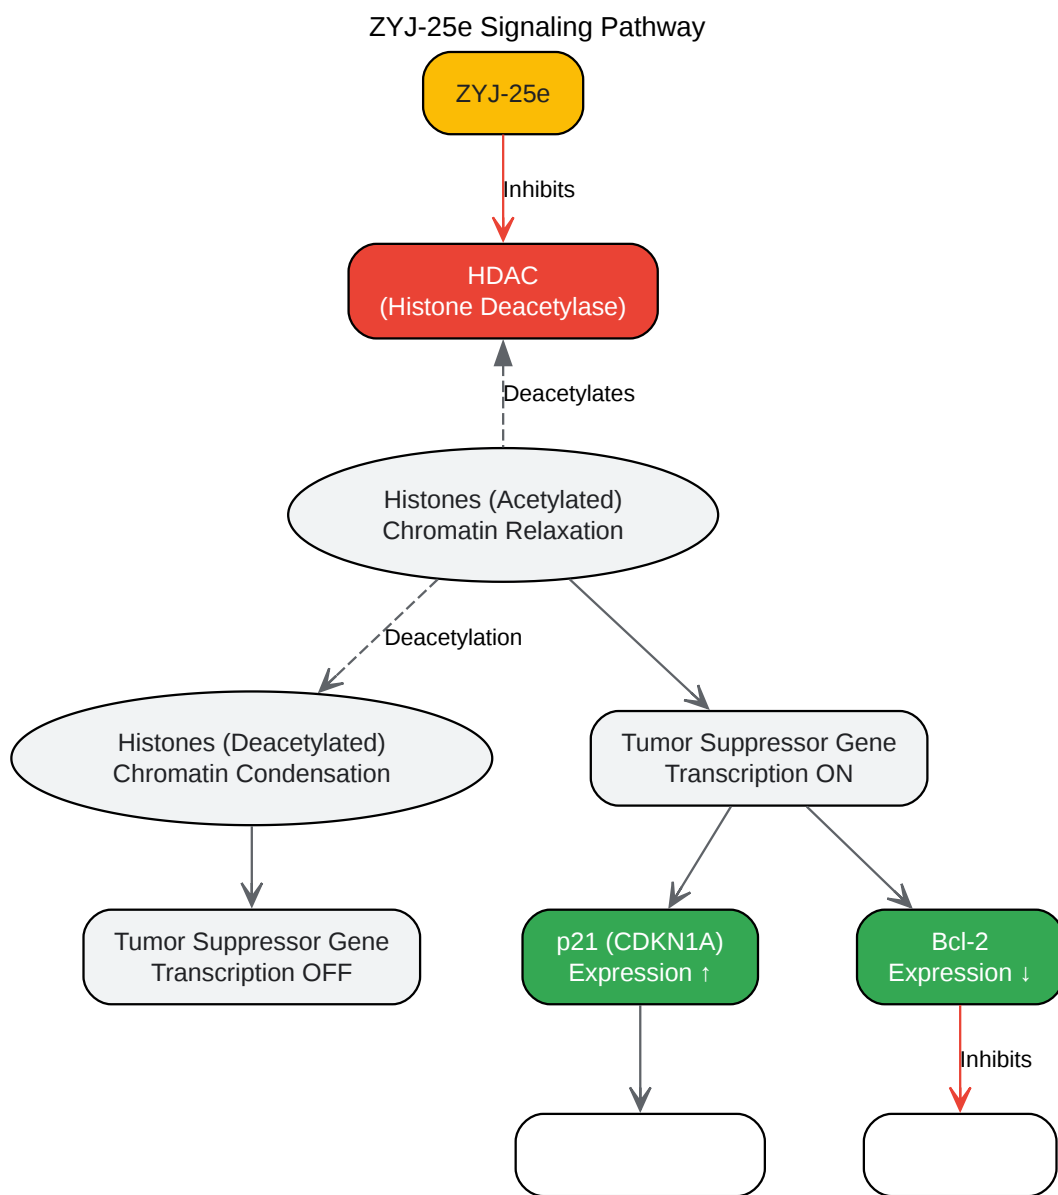 ZYJ-25e Signaling Pathway
ZYJ-25e
Inhibits
HDAC
(Histone Deacetylase)
Deacetylates
Histones (Acetylated)
Chromatin Relaxation
Deacetylation
Histones (Deacetylated)
Chromatin Condensation
Tumor Suppressor Gene
Transcription ON
Tumor Suppressor Gene
Transcription OFF
p21 (CDKN1A)
Expression ↑
Bcl-2
Expression ↓
Inhibits